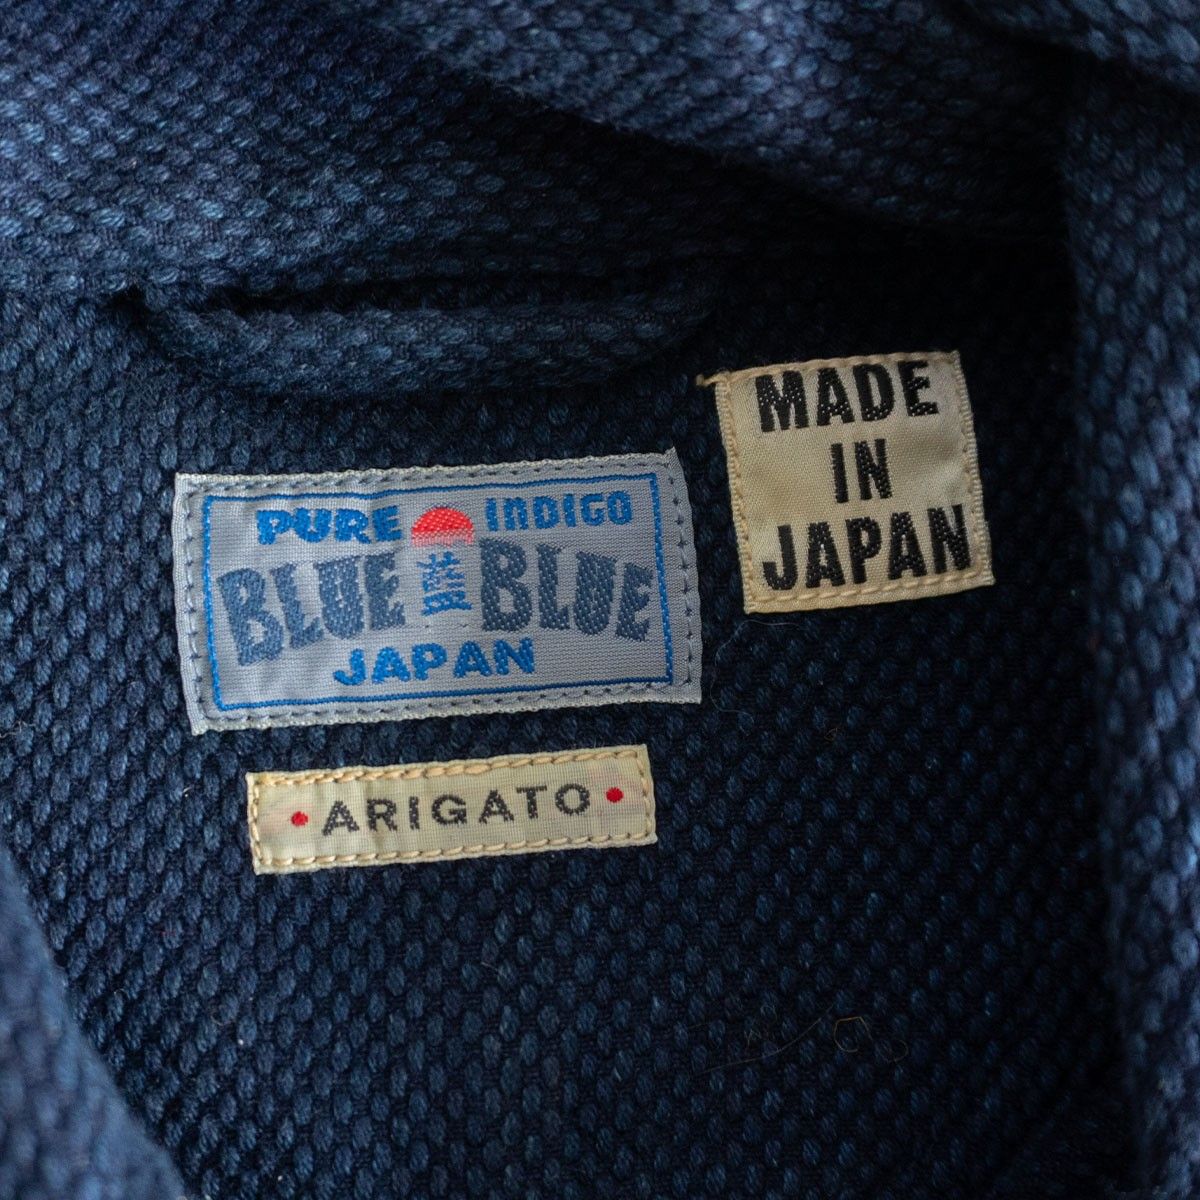 PURE INDIGO
BLUE 藍 BLUE
JAPAN
MADE
IN
JAPAN
• ARIGATO •